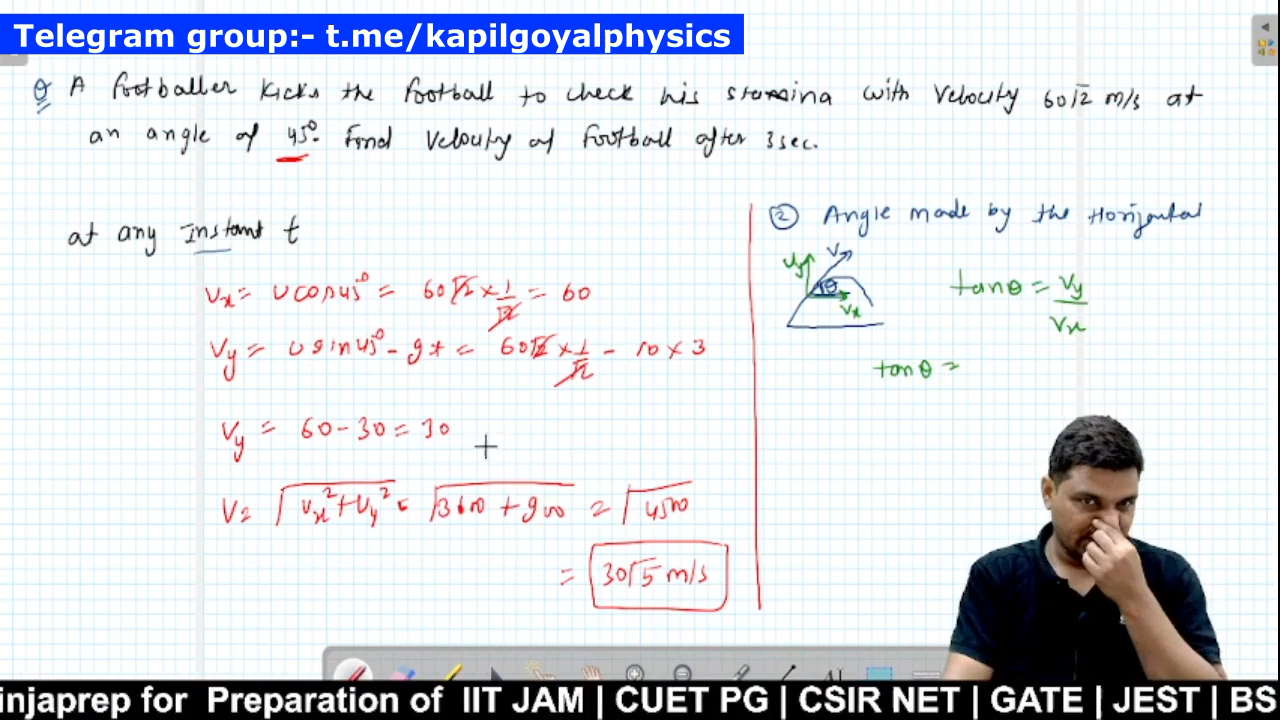 Telegram group:- t.me/kapilgoyalphysics
Q A footballer kicks the football to check his stamina with velocity 60√2 m/s at
an angle of 45°. Find velocity of football after 3 sec.
at any instant t
Vx = u cos45° = 60√2 × 1/√2 = 60
Vy = u sin45° - gt = 60√2 × 1/√2 - 10 × 3
Vy = 60 - 30 = 30
V = √Vx² + Vy² = √3600 + 900 = √4500
= 30√5 m/s
② Angle made by the Horizontal
Vy V θ Vx
tanθ = Vy/Vx
tanθ =
injaprep for Preparation of IIT JAM | CUET PG | CSIR NET | GATE | JEST | BS